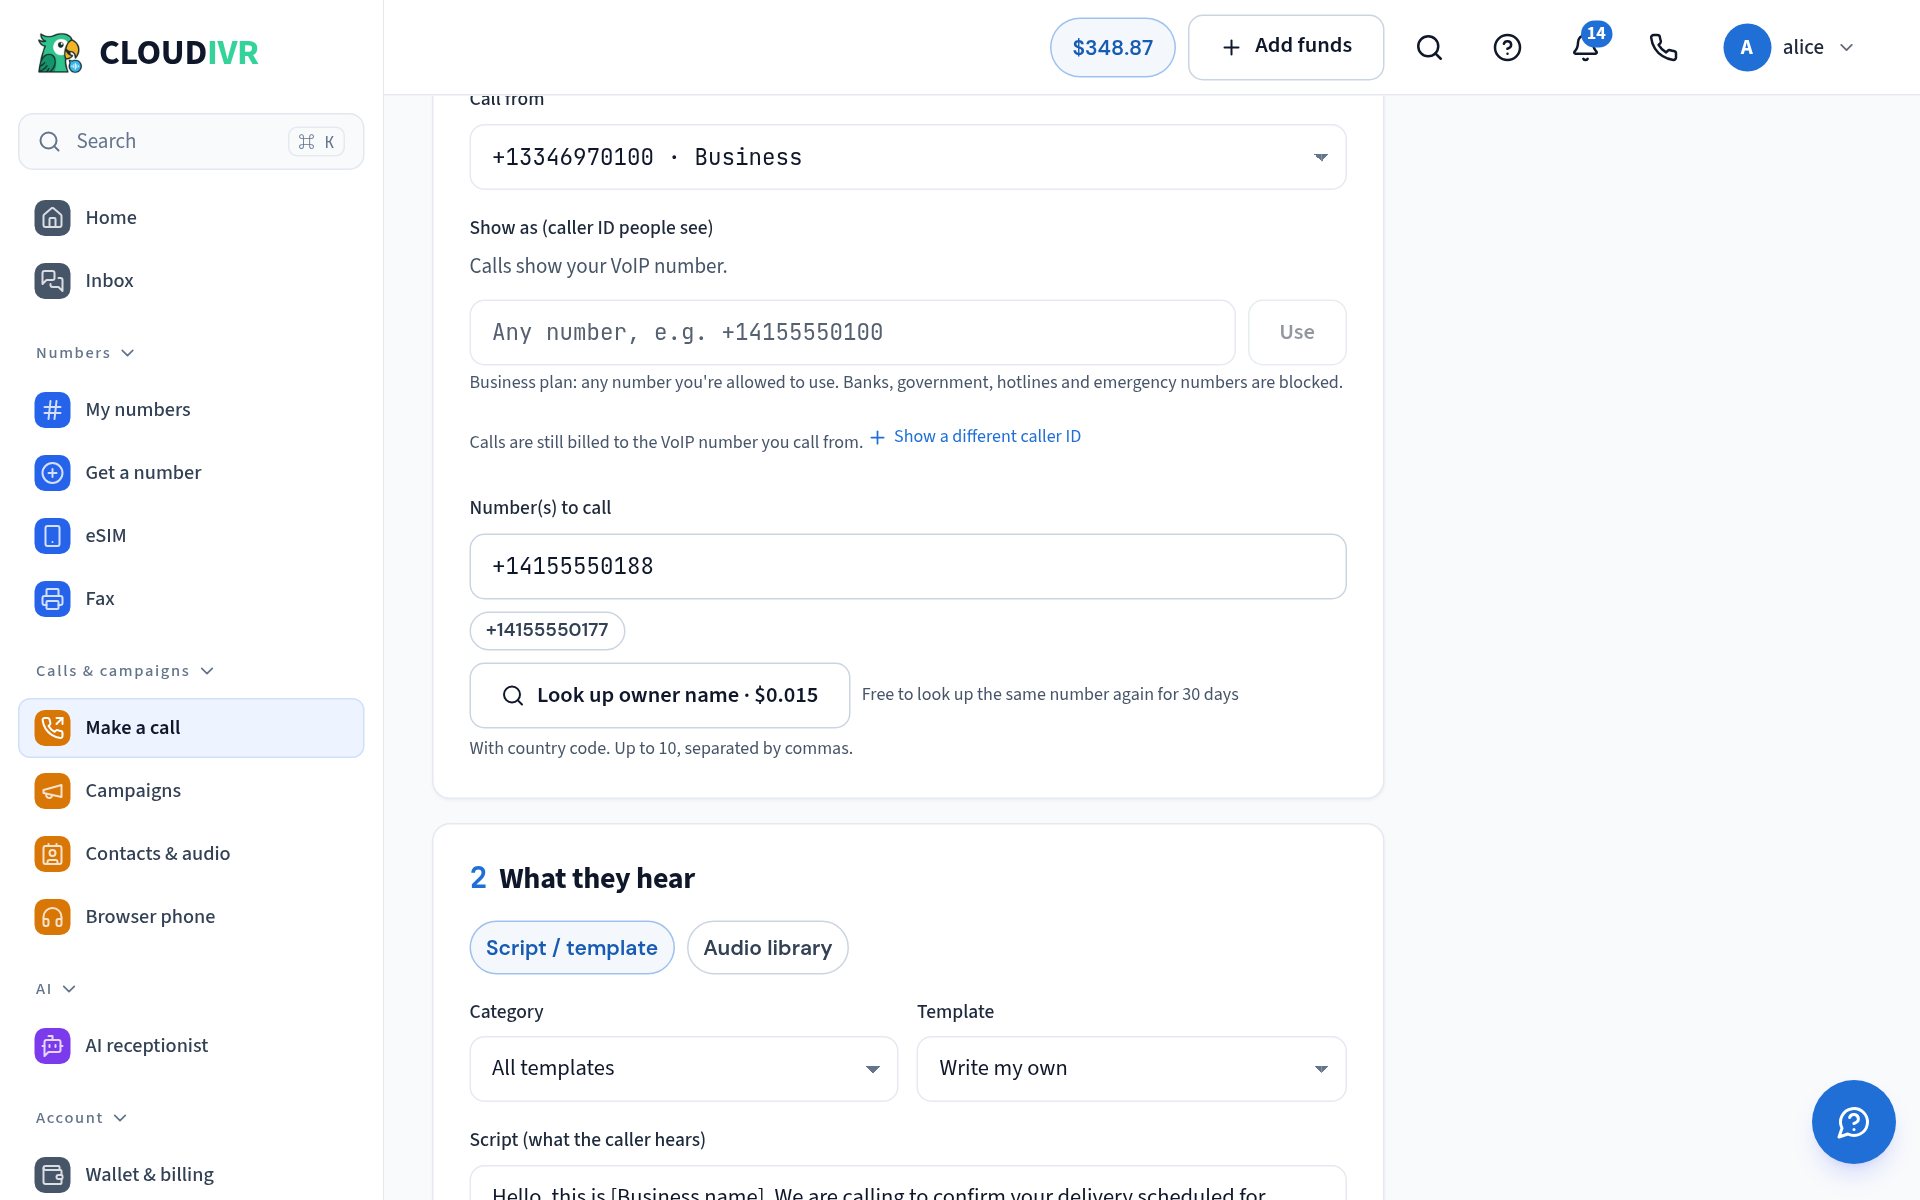 CLOUDIVR
$348.87
Add funds
14
A
alice
Search
⌘ K
Home
Inbox
Numbers
My numbers
Get a number
eSIM
Fax
Calls & campaigns
Make a call
Campaigns
Contacts & audio
Browser phone
AI
AI receptionist
Account
Wallet & billing
Call from
+13346970100 · Business
Show as (caller ID people see)
Calls show your VoIP number.
Any number, e.g. +14155550100
Use
Business plan: any number you're allowed to use. Banks, government, hotlines and emergency numbers are blocked.
Calls are still billed to the VoIP number you call from. + Show a different caller ID
Number(s) to call
+14155550188
+14155550177
Look up owner name · $0.015
Free to look up the same number again for 30 days
With country code. Up to 10, separated by commas.
2 What they hear
Script / template
Audio library
Category
Template
All templates
Write my own
Script (what the caller hears)
Hello, this is [Business name]. We are calling to confirm your delivery scheduled for